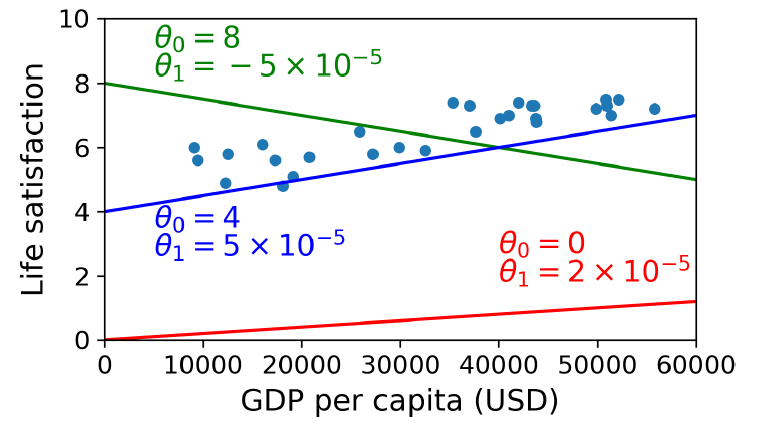 10
8
6
4
2
0
Life satisfaction
θ₀ = 8
θ₁ = −5 × 10⁻⁵
θ₀ = 4
θ₁ = 5 × 10⁻⁵
θ₀ = 0
θ₁ = 2 × 10⁻⁵
0 10000 20000 30000 40000 50000 60000
GDP per capita (USD)